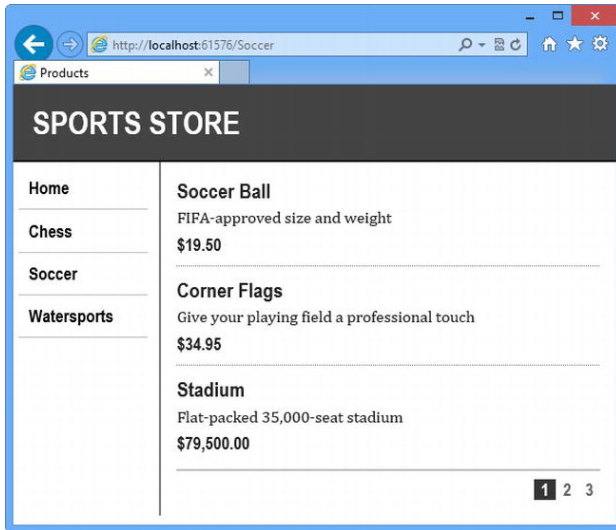 http://localhost:61576/Soccer
Products
SPORTS STORE
Home
Chess
Soccer
Watersports
Soccer Ball
FIFA-approved size and weight
$19.50
Corner Flags
Give your playing field a professional touch
$34.95
Stadium
Flat-packed 35,000-seat stadium
$79,500.00
1 2 3